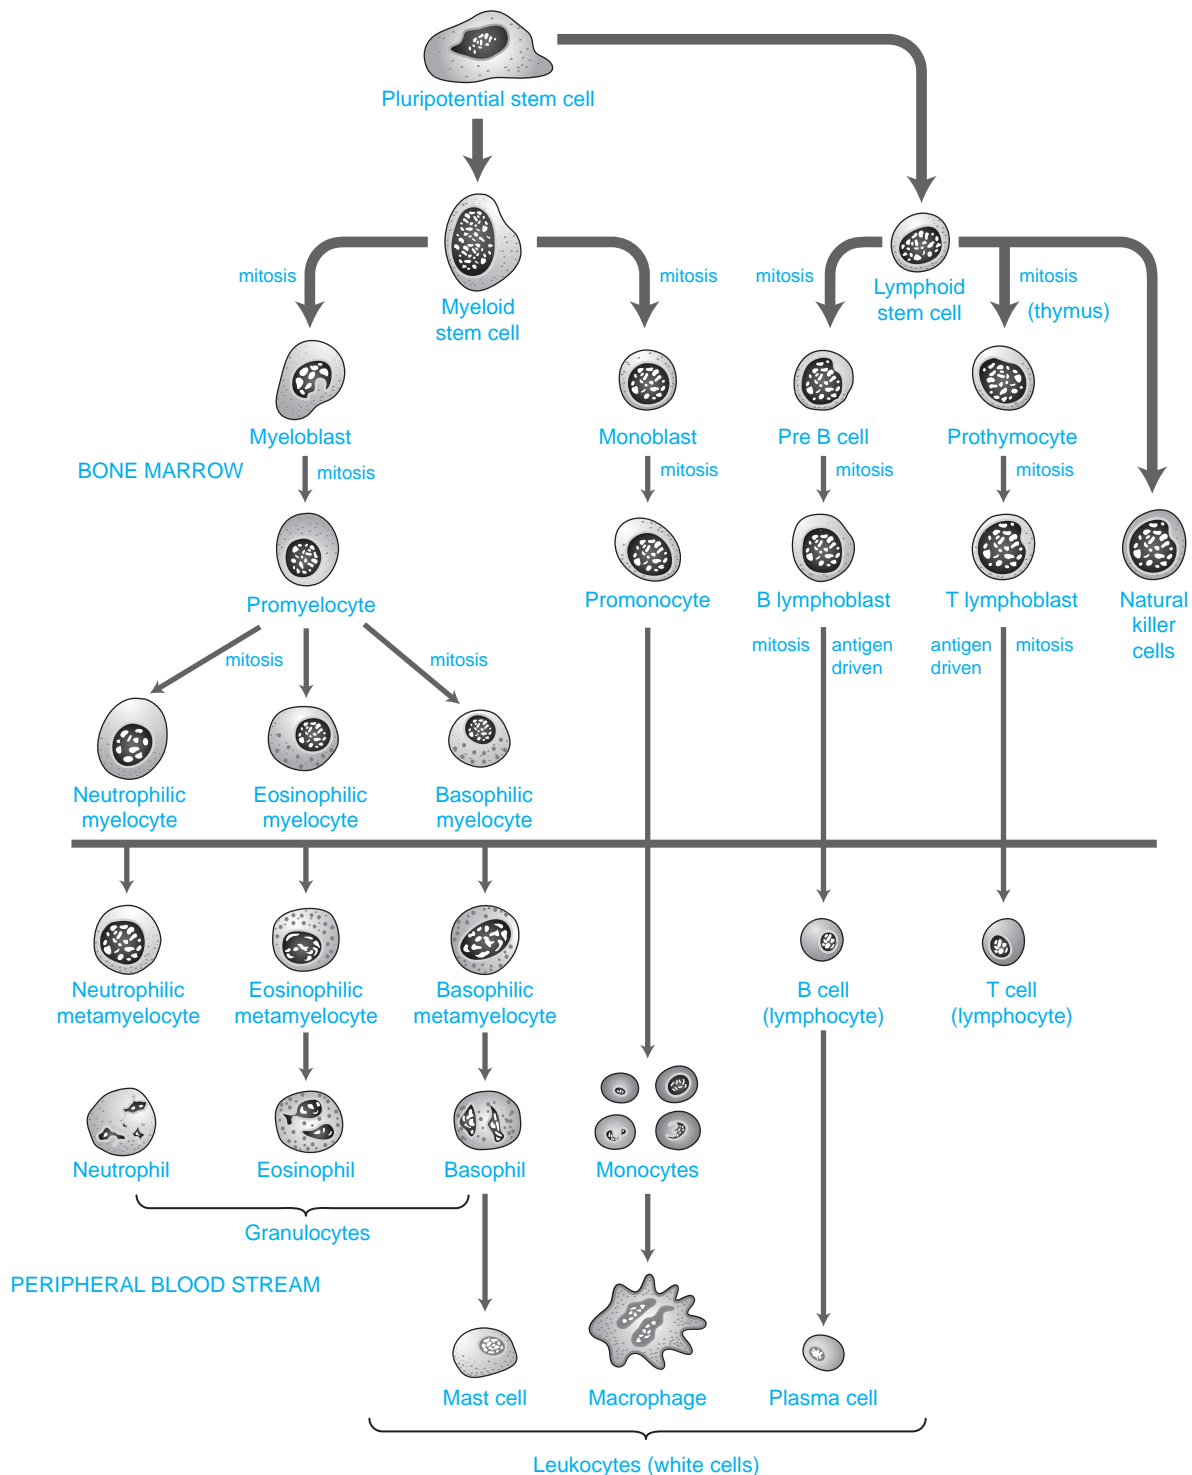 Pluripotential stem cell
mitosis
mitosis
mitosis
mitosis
(thymus)
Myeloid
stem cell
Lymphoid
stem cell
Myeloblast
Monoblast
Pre B cell
Prothymocyte
BONE MARROW
mitosis
mitosis
mitosis
mitosis
Promyelocyte
Promonocyte
B lymphoblast
T lymphoblast
Natural
killer
cells
mitosis
mitosis
mitosis
antigen
driven
antigen
driven
mitosis
Neutrophilic
myelocyte
Eosinophilic
myelocyte
Basophilic
myelocyte
Neutrophilic
metamyelocyte
Eosinophilic
metamyelocyte
Basophilic
metamyelocyte
B cell
(lymphocyte)
T cell
(lymphocyte)
Neutrophil
Eosinophil
Basophil
Monocytes
Granulocytes
PERIPHERAL BLOOD STREAM
Mast cell
Macrophage
Plasma cell
Leukocytes (white cells)